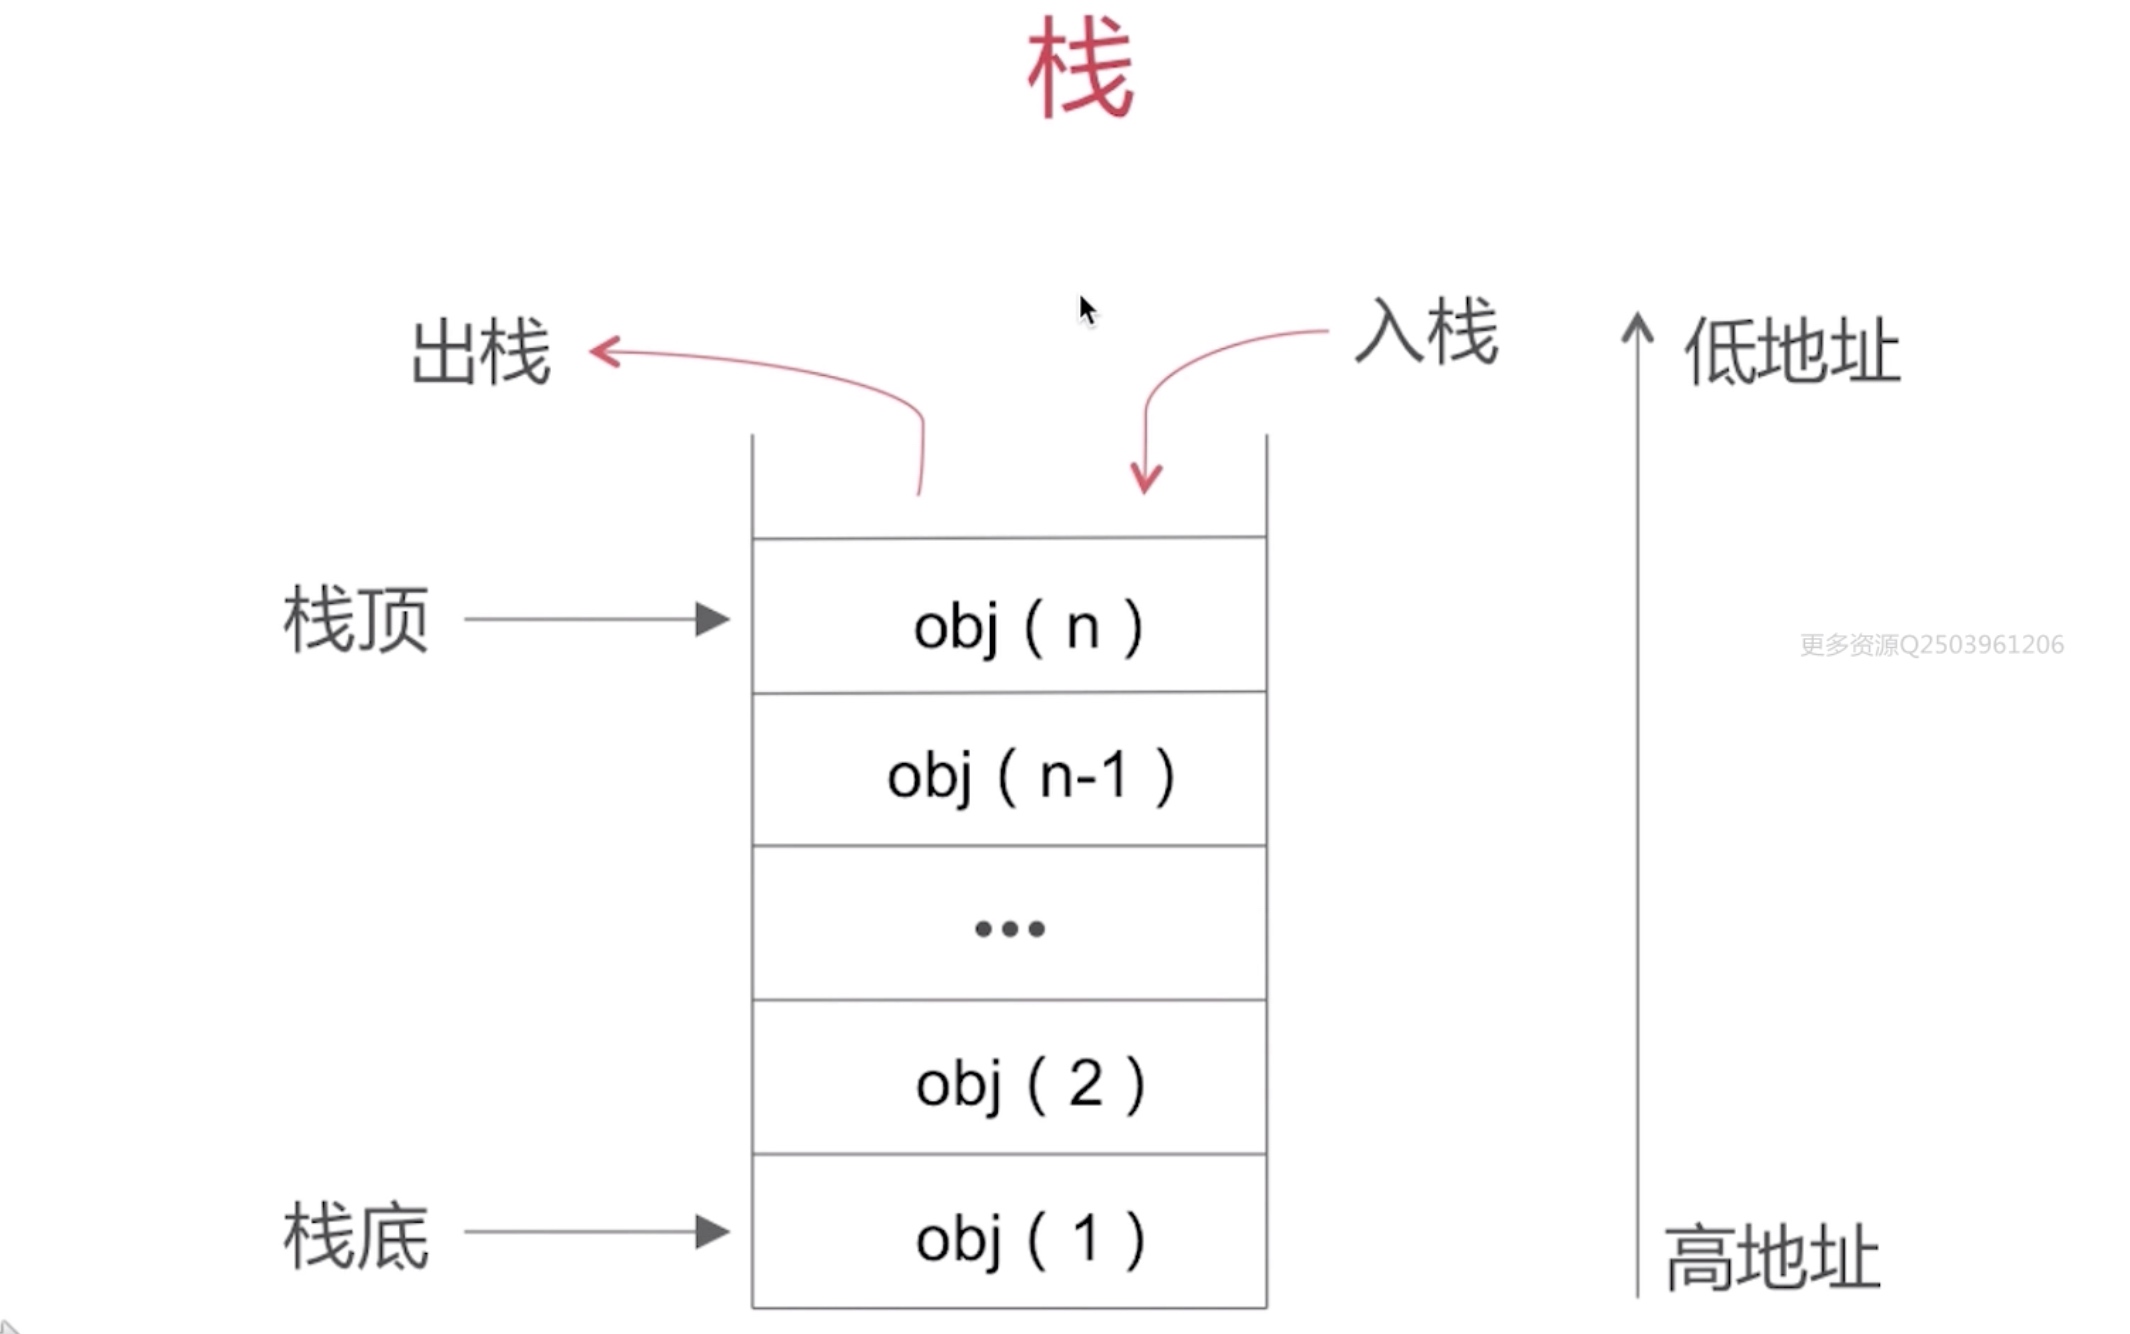 栈
出栈
入栈
低地址
栈顶
obj ( n )
更多资源Q2503961206
obj ( n-1 )
•••
obj ( 2 )
栈底
obj ( 1 )
高地址